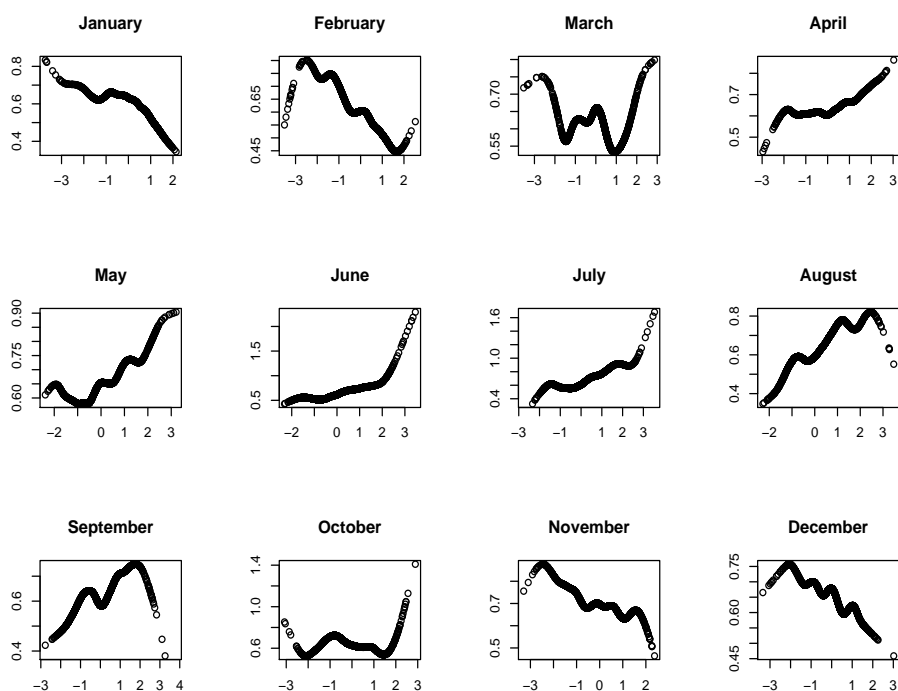 January February March April
0.4 0.6 0.8
−3 −1 0 1 2
0.45 0.65
−3 −1 0 1 2
0.55 0.70
−3 −1 0 1 2 3
0.5 0.7
−3 −1 0 1 2 3
May June July August
0.60 0.75 0.90
−2 0 1 2 3
0.5 1.5
−2 0 1 2 3
0.4 1.0 1.6
−3 −1 0 1 2 3
0.4 0.6 0.8
−2 0 1 2 3
September October November December
0.4 0.6
−3 −1 1 2 3 4
0.6 1.0 1.4
−3 −1 0 1 2 3
0.5 0.7
−3 −1 0 1 2
0.45 0.60 0.75
−3 −1 0 1 2 3